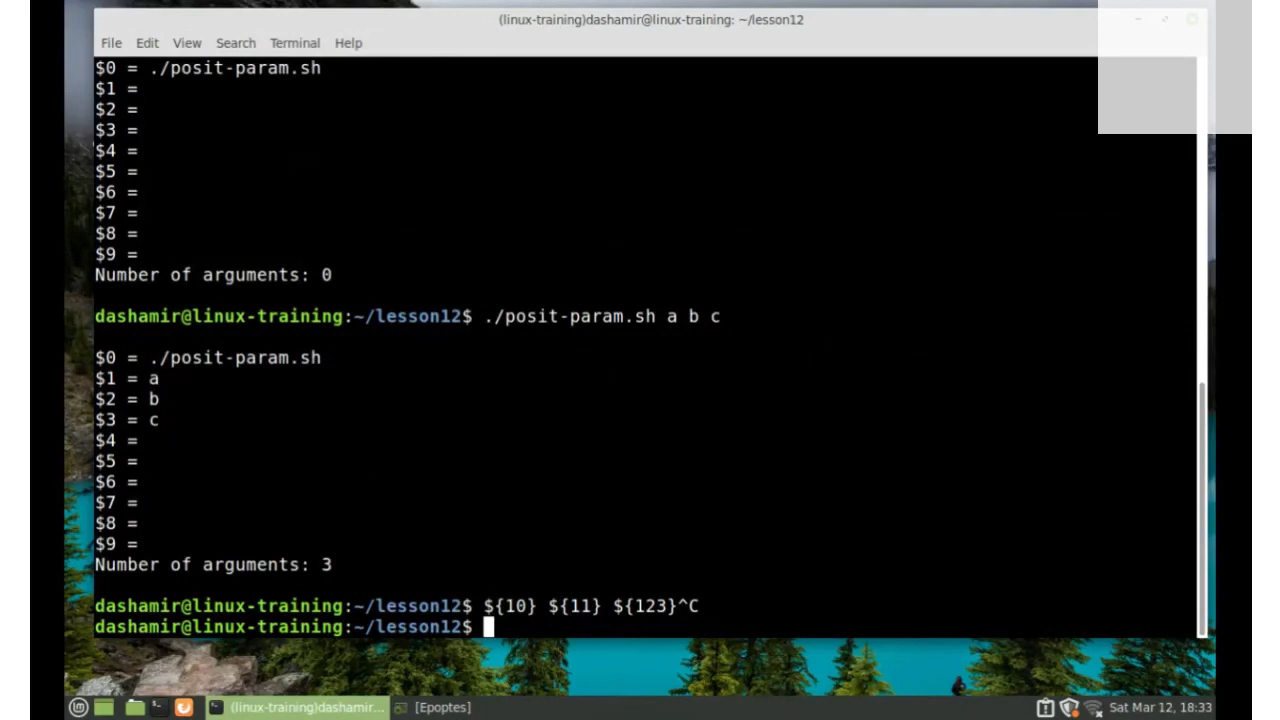 (linux-training)dashamir@linux-training: ~/lesson12
File Edit View Search Terminal Help
$0 = ./posit-param.sh
$1 =
$2 =
$3 =
$4 =
$5 =
$6 =
$7 =
$8 =
$9 =
Number of arguments: 0
dashamir@linux-training:~/lesson12$ ./posit-param.sh a b c
$0 = ./posit-param.sh
$1 = a
$2 = b
$3 = c
$4 =
$5 =
$6 =
$7 =
$8 =
$9 =
Number of arguments: 3
dashamir@linux-training:~/lesson12$ ${10} ${11} ${123}^C
dashamir@linux-training:~/lesson12$
(linux-training)dashamir... [Epoptes] Sat Mar 12, 18:33